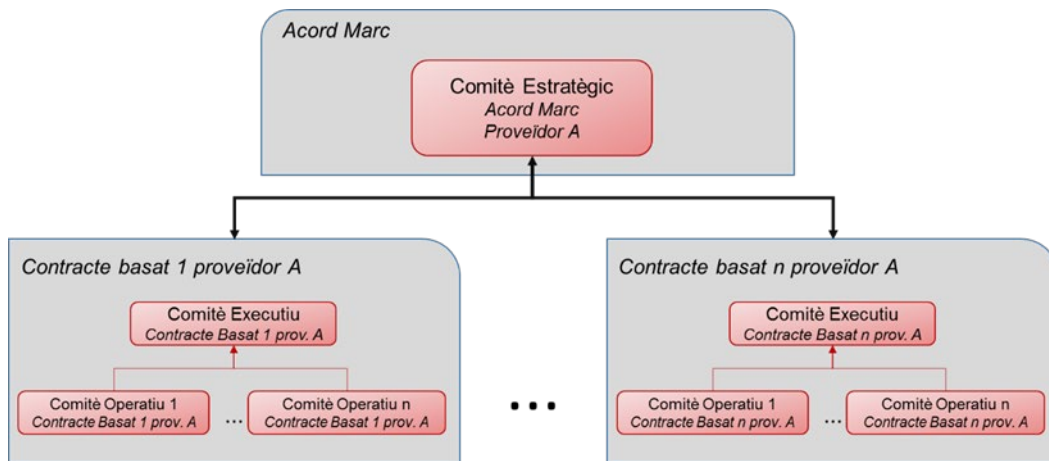 Acord Marc
Comitè Estratègic
Acord Marc
Proveïdor A
Contracte basat 1 proveïdor A
Comitè Executiu
Contracte Basat 1 prov. A
Comitè Operatiu 1
Contracte Basat 1 prov. A
...
Comitè Operatiu n
Contracte Basat 1 prov. A
...
Contracte basat n proveïdor A
Comitè Executiu
Contracte Basat n prov. A
Comitè Operatiu 1
Contracte Basat n prov. A
...
Comitè Operatiu n
Contracte Basat n prov. A